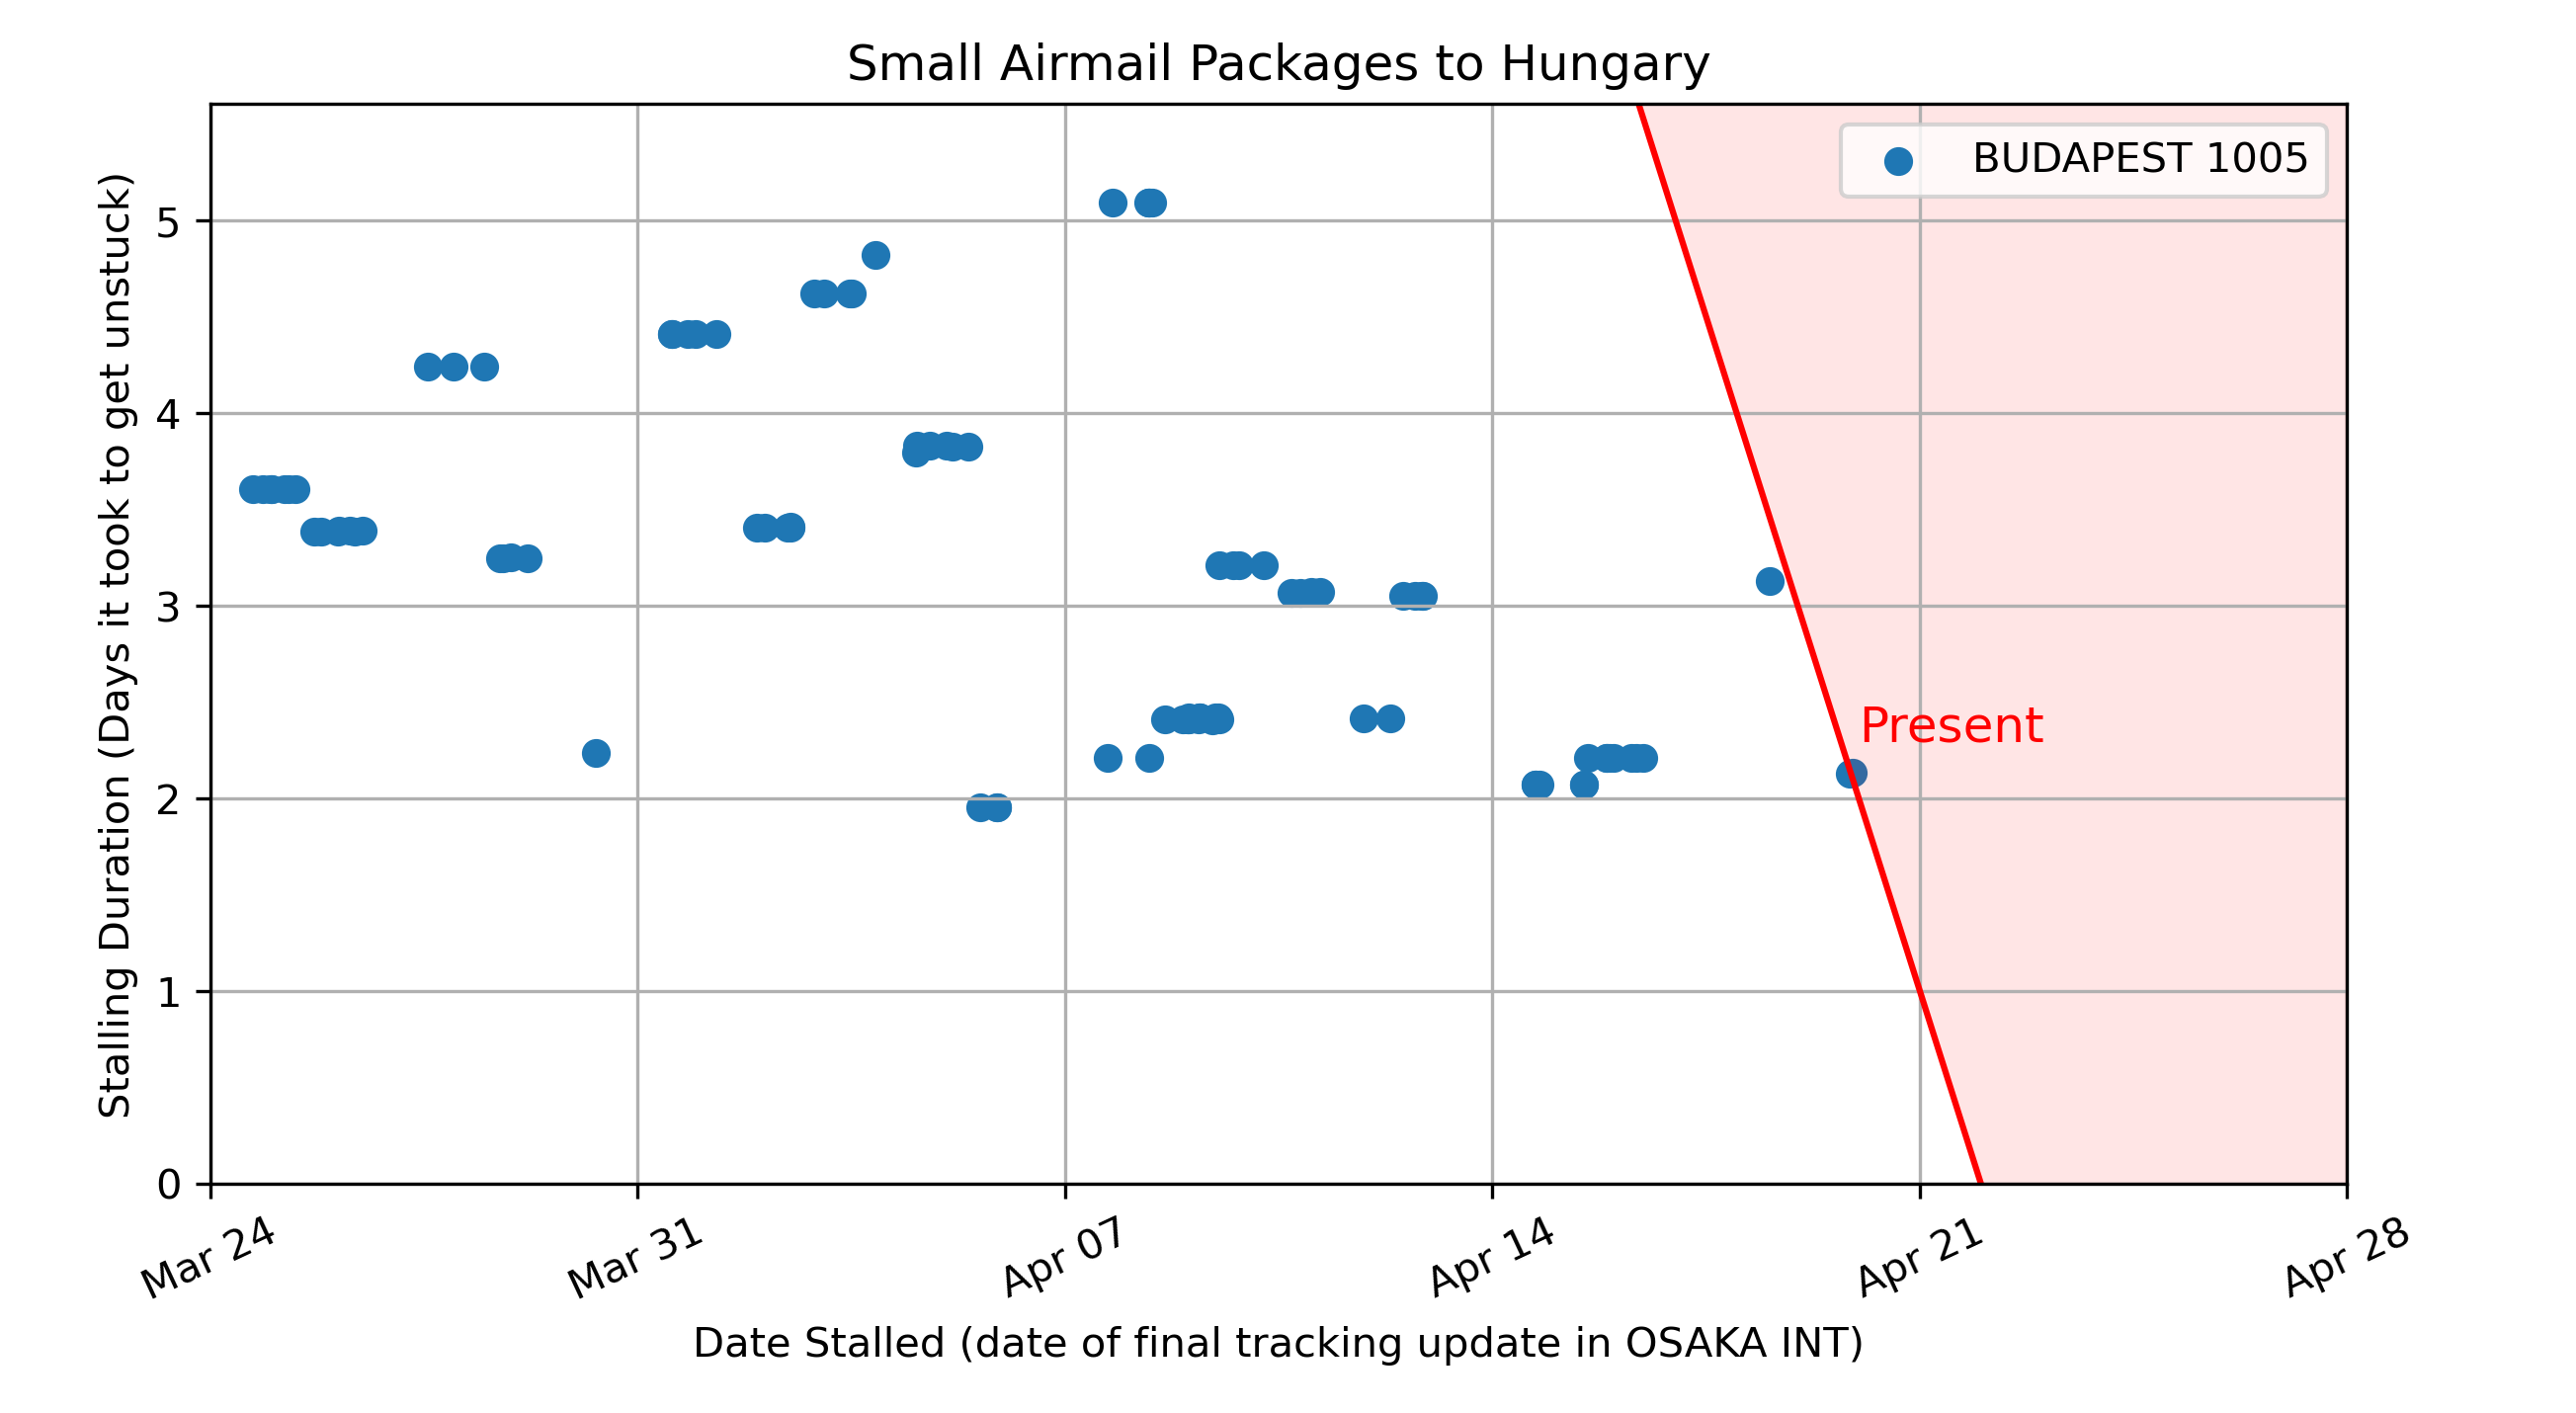 Small Airmail Packages to Hungary
BUDAPEST 1005
Stalling Duration (Days it took to get unstuck)
5
4
3
2
1
0
Present
Mar 24
Mar 31
Apr 07
Apr 14
Apr 21
Apr 28
Date Stalled (date of final tracking update in OSAKA INT)